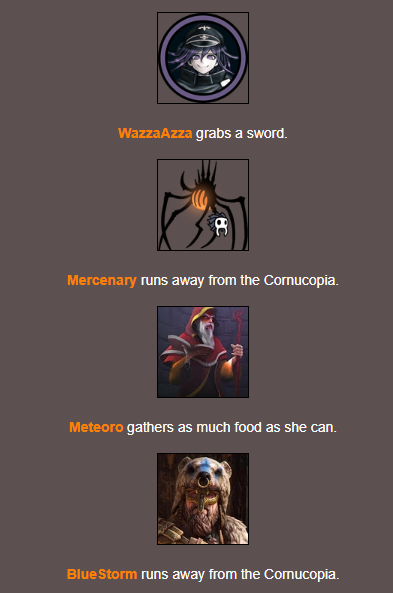 WazzaAzza grabs a sword.
Mercenary runs away from the Cornucopia.
Meteoro gathers as much food as she can.
BlueStorm runs away from the Cornucopia.